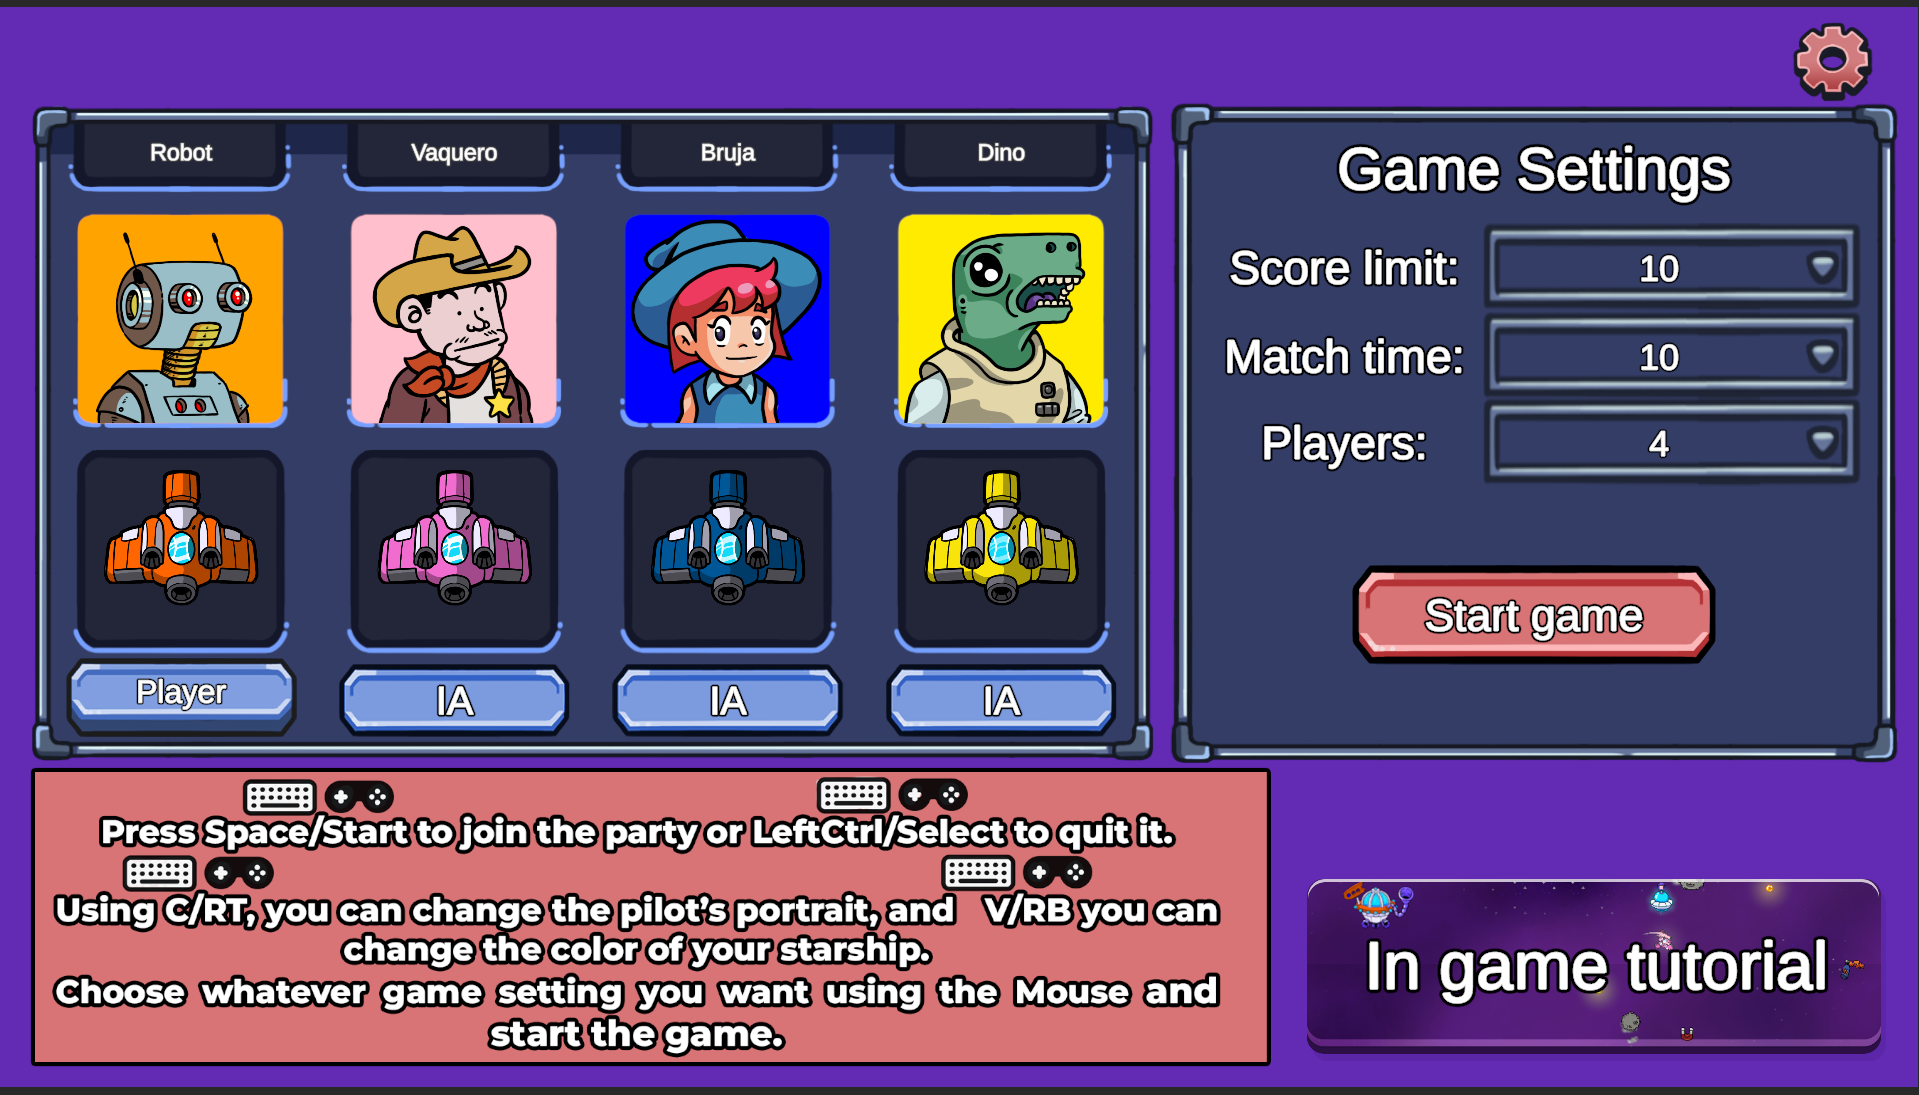 Robot
Vaquero
Bruja
Dino
Player
IA
IA
IA
Game Settings
Score limit: 10
Match time: 10
Players: 4
Start game
Press Space/Start to join the party or LeftCtrl/Select to quit it.
Using C/RT, you can change the pilot's portrait, and V/RB you can
change the color of your starship.
Choose whatever game setting you want using the Mouse and
start the game.
In game tutorial